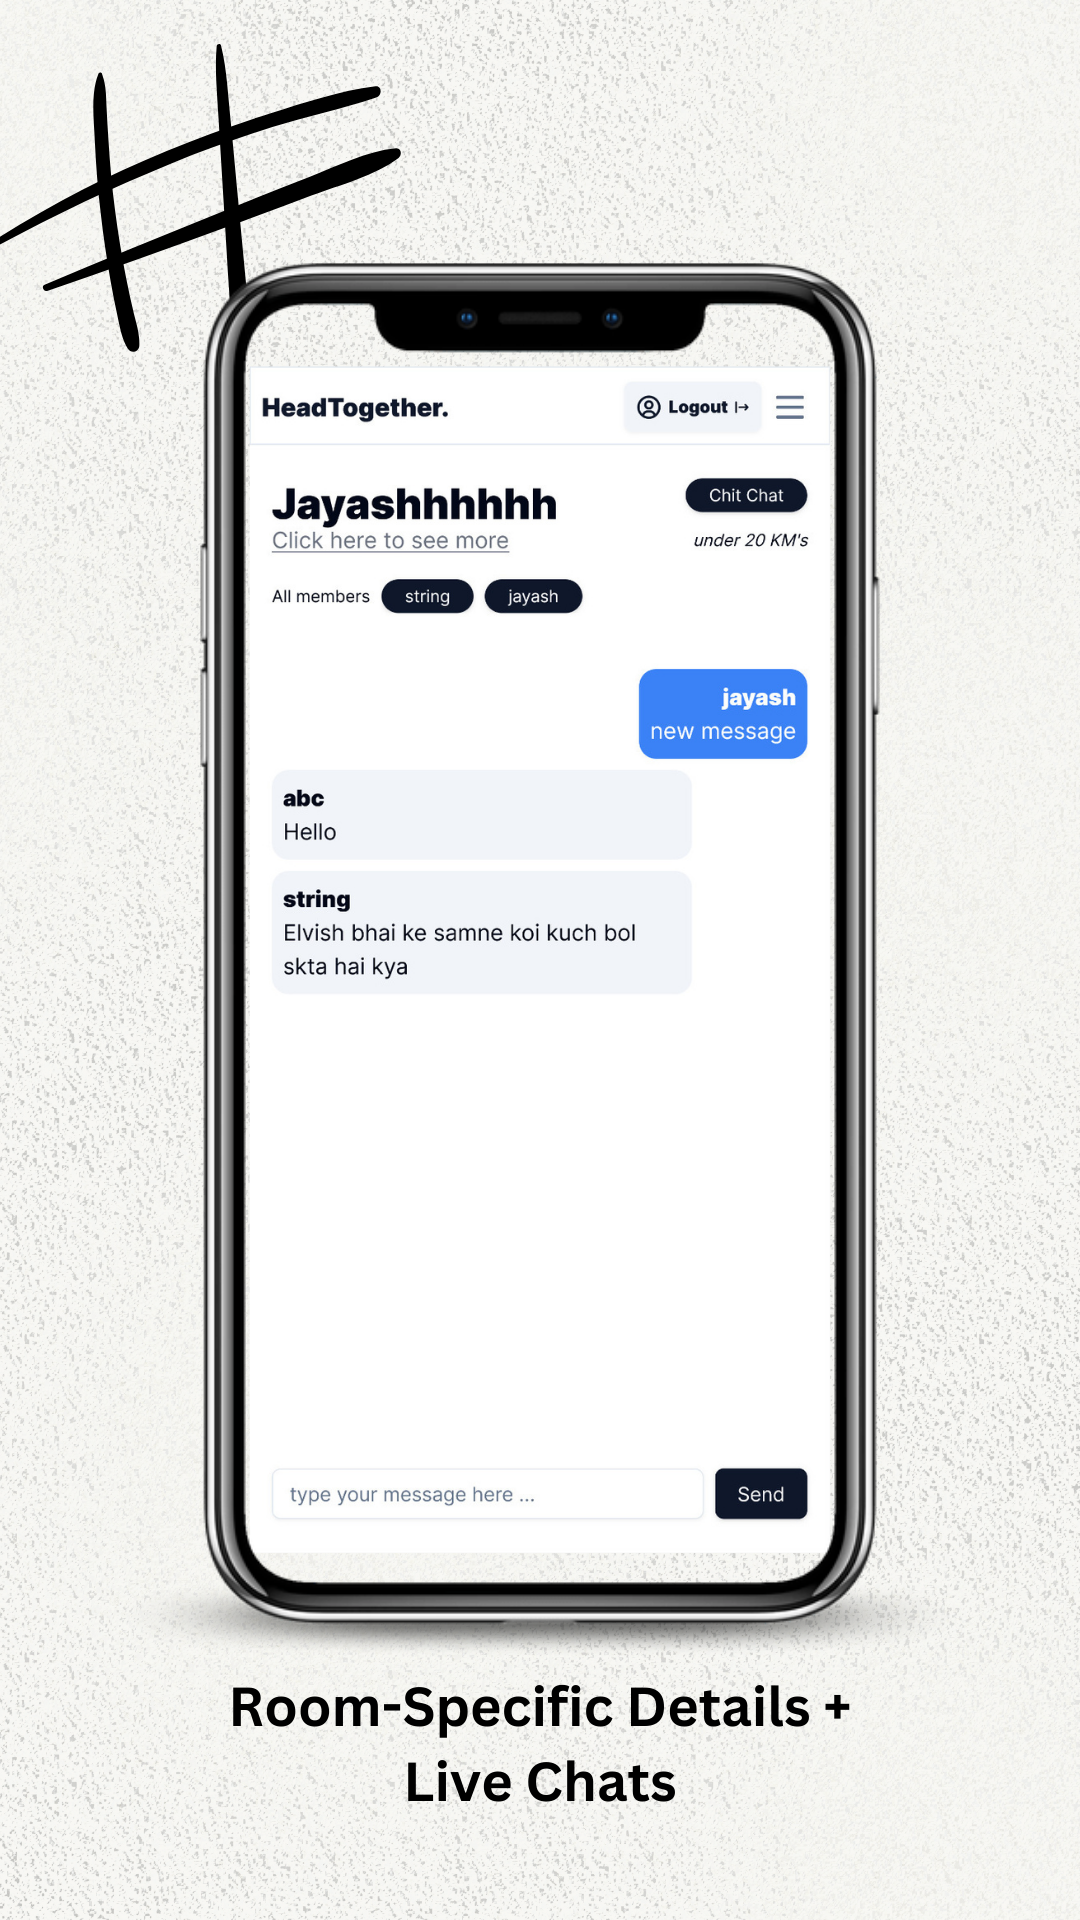 HeadTogether.
Logout
Jayashhhhhh
Chit Chat
Click here to see more
under 20 KM's
All members
string
jayash
jayash
new message
abc
Hello
string
Elvish bhai ke samne koi kuch bol
skta hai kya
type your message here ...
Send
Room-Specific Details +
Live Chats